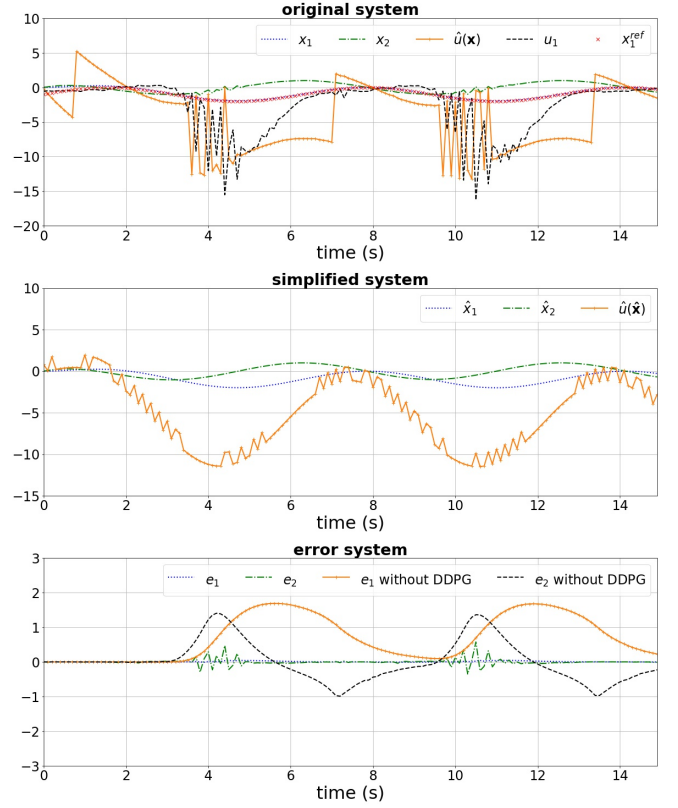 original system
x₁ x₂ û(𝐱) u₁ x₁ʳᵉᶠ
10
5
0
−5
−10
−15
−20
0 2 4 6 8 10 12 14
time (s)
simplified system
x̂₁ x̂₂ û(𝐱̂)
10
5
0
−5
−10
−15
0 2 4 6 8 10 12 14
time (s)
error system
e₁ e₂ e₁ without DDPG e₂ without DDPG
3
2
1
0
−1
−2
−3
0 2 4 6 8 10 12 14
time (s)